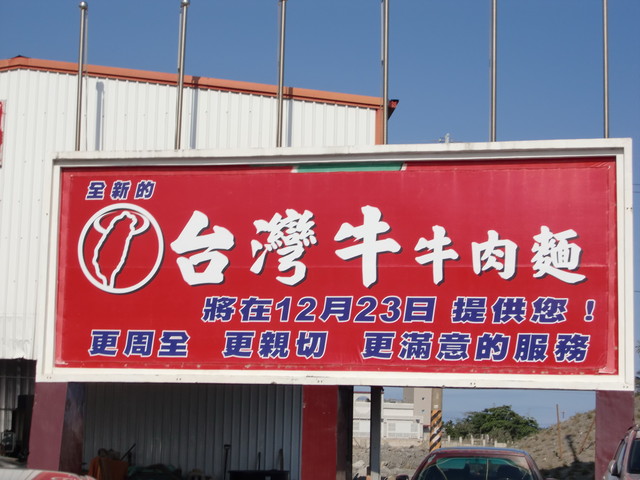 全新的
台灣牛牛肉麵
將在12月23日 提供您！
更周全 更親切 更滿意的服務